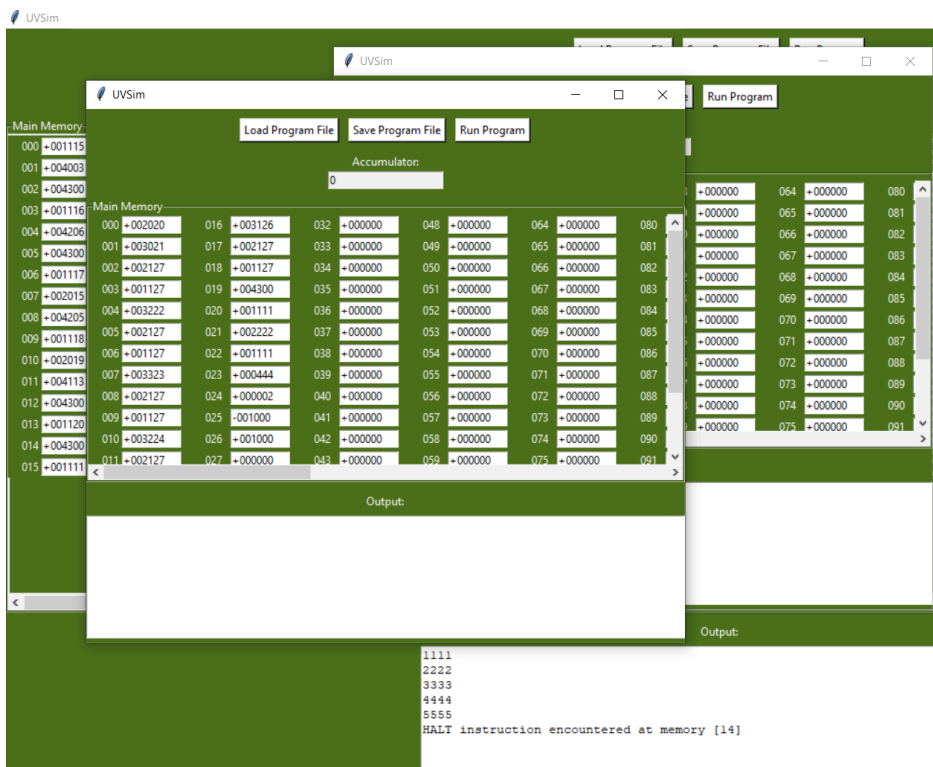 UVSim
UVSim
UVSim
Run Program
Load Program File Save Program File Run Program
Accumulator:
0
Main Memory
Main Memory
000 +001115
001 +004003
002 +004300
003 +001116
004 +004206
005 +004300
006 +001117
007 +002015
008 +004205
009 +001118
010 +002019
011 +004113
012 +004300
013 +001120
014 +004300
015 +001111
000 +002020 016 +003126 032 +000000 048 +000000 064 +000000 080
001 +003021 017 +002127 033 +000000 049 +000000 065 +000000 081
002 +002127 018 +001127 034 +000000 050 +000000 066 +000000 082
003 +001127 019 +004300 035 +000000 051 +000000 067 +000000 083
004 +003222 020 +001111 036 +000000 052 +000000 068 +000000 084
005 +002127 021 +002222 037 +000000 053 +000000 069 +000000 085
006 +001127 022 +001111 038 +000000 054 +000000 070 +000000 086
007 +003323 023 +000444 039 +000000 055 +000000 071 +000000 087
008 +002127 024 +000002 040 +000000 056 +000000 072 +000000 088
009 +001127 025 -001000 041 +000000 057 +000000 073 +000000 089
010 +003224 026 +001000 042 +000000 058 +000000 074 +000000 090
011 +002127 027 +000000 043 +000000 059 +000000 075 +000000 091
+000000 064 +000000 080
+000000 065 +000000 081
+000000 066 +000000 082
+000000 067 +000000 083
+000000 068 +000000 084
+000000 069 +000000 085
+000000 070 +000000 086
+000000 071 +000000 087
+000000 072 +000000 088
+000000 073 +000000 089
+000000 074 +000000 090
+000000 075 +000000 091
Output:
Output:
1111
2222
3333
4444
5555
HALT instruction encountered at memory [14]